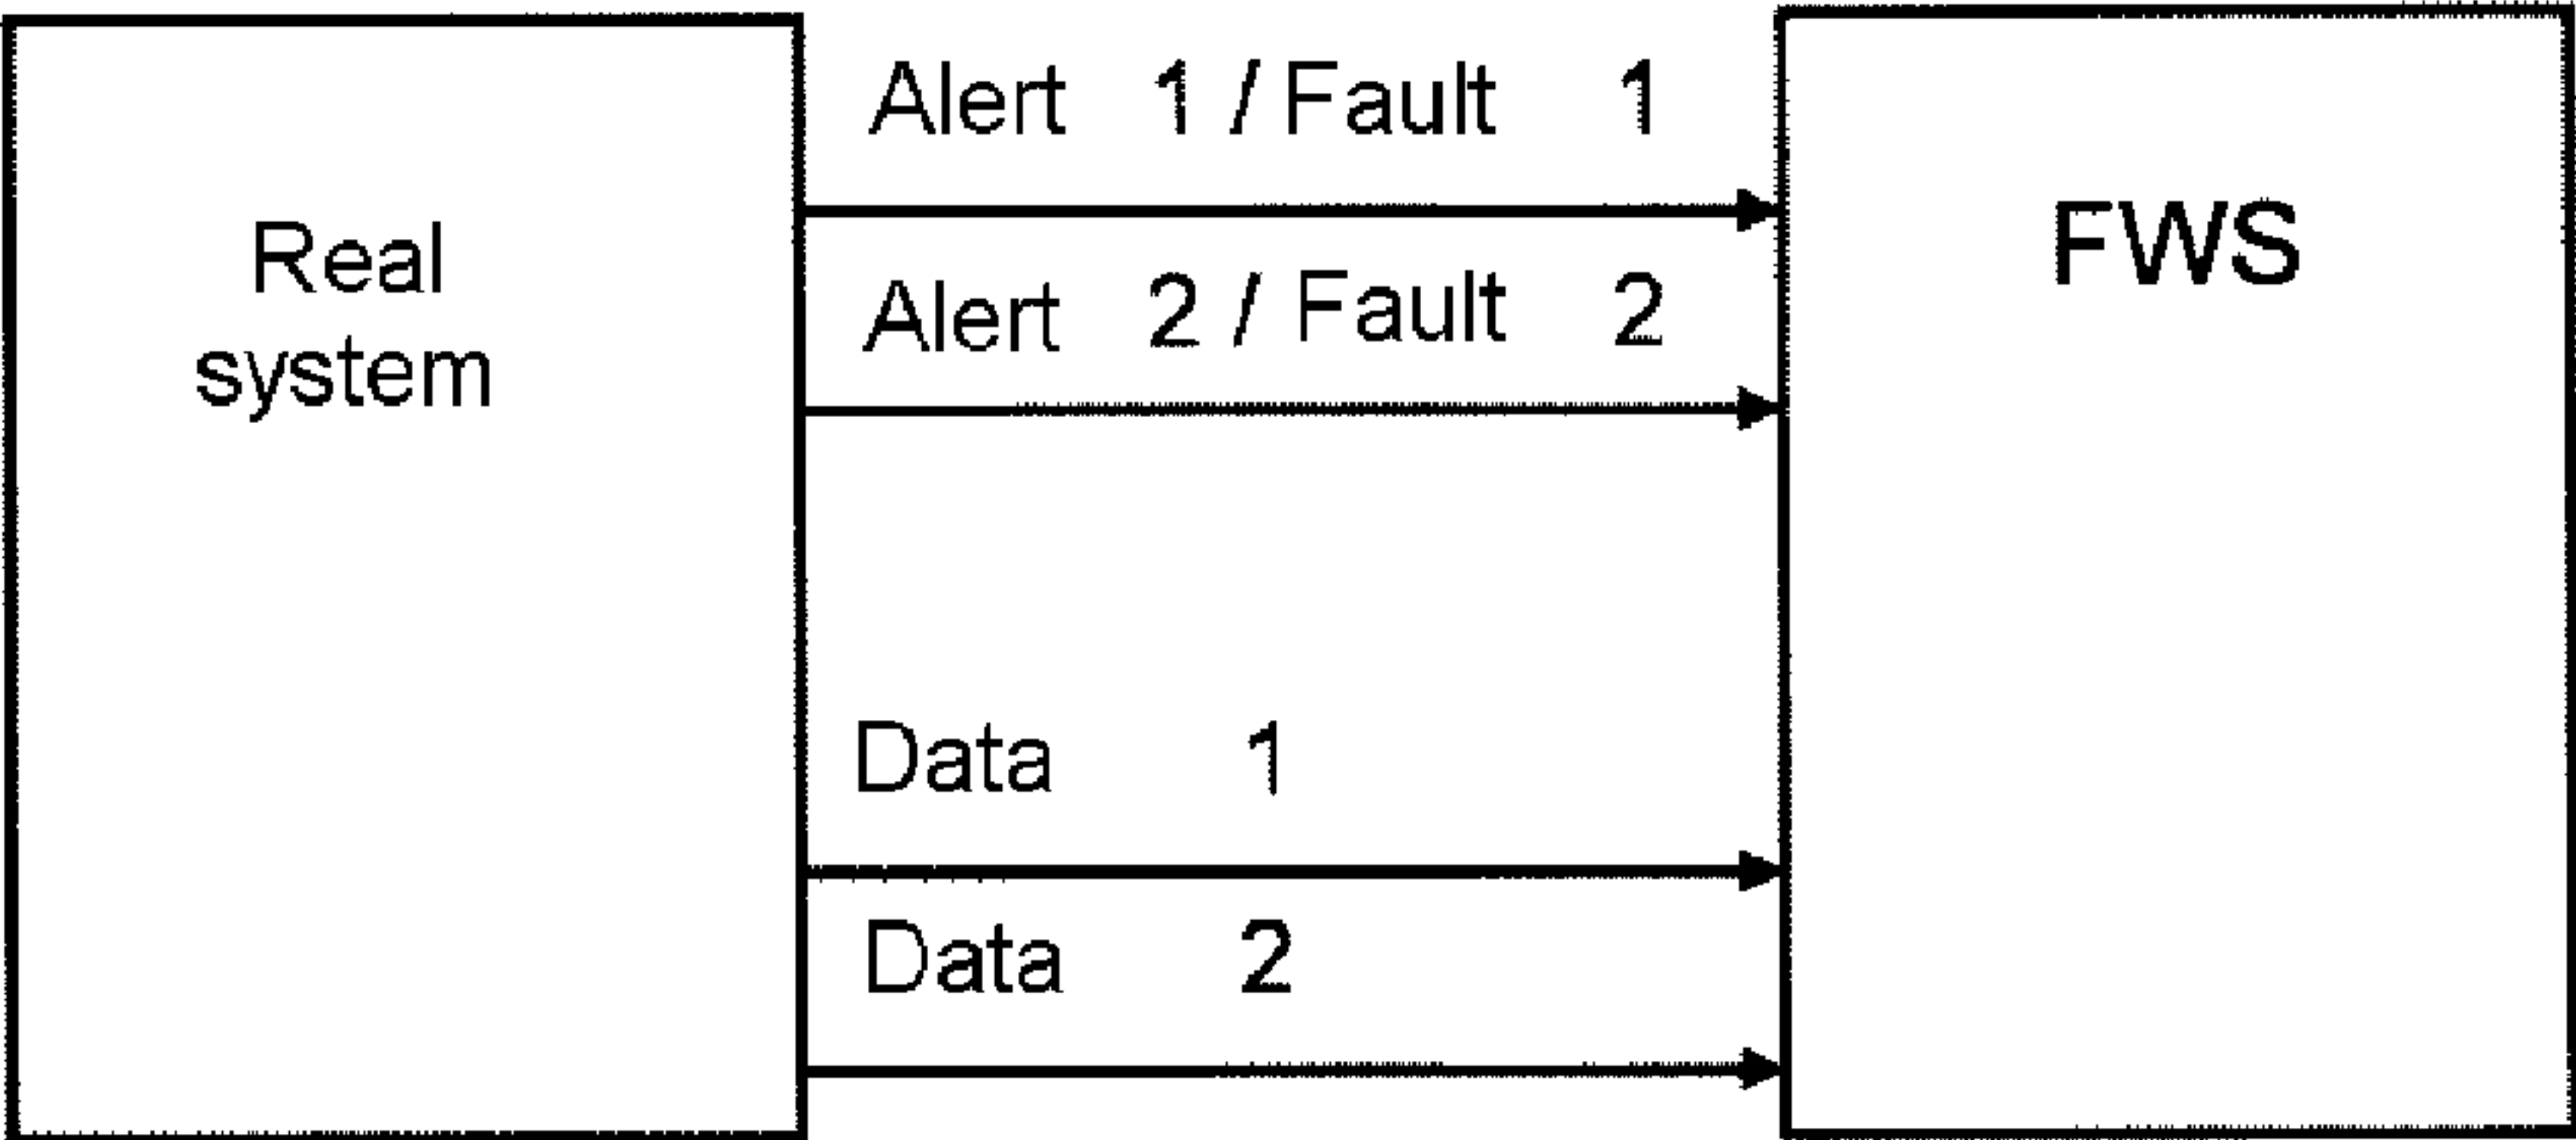 Real
system
Alert 1 / Fault 1
Alert 2 / Fault 2
Data 1
Data 2
FWS